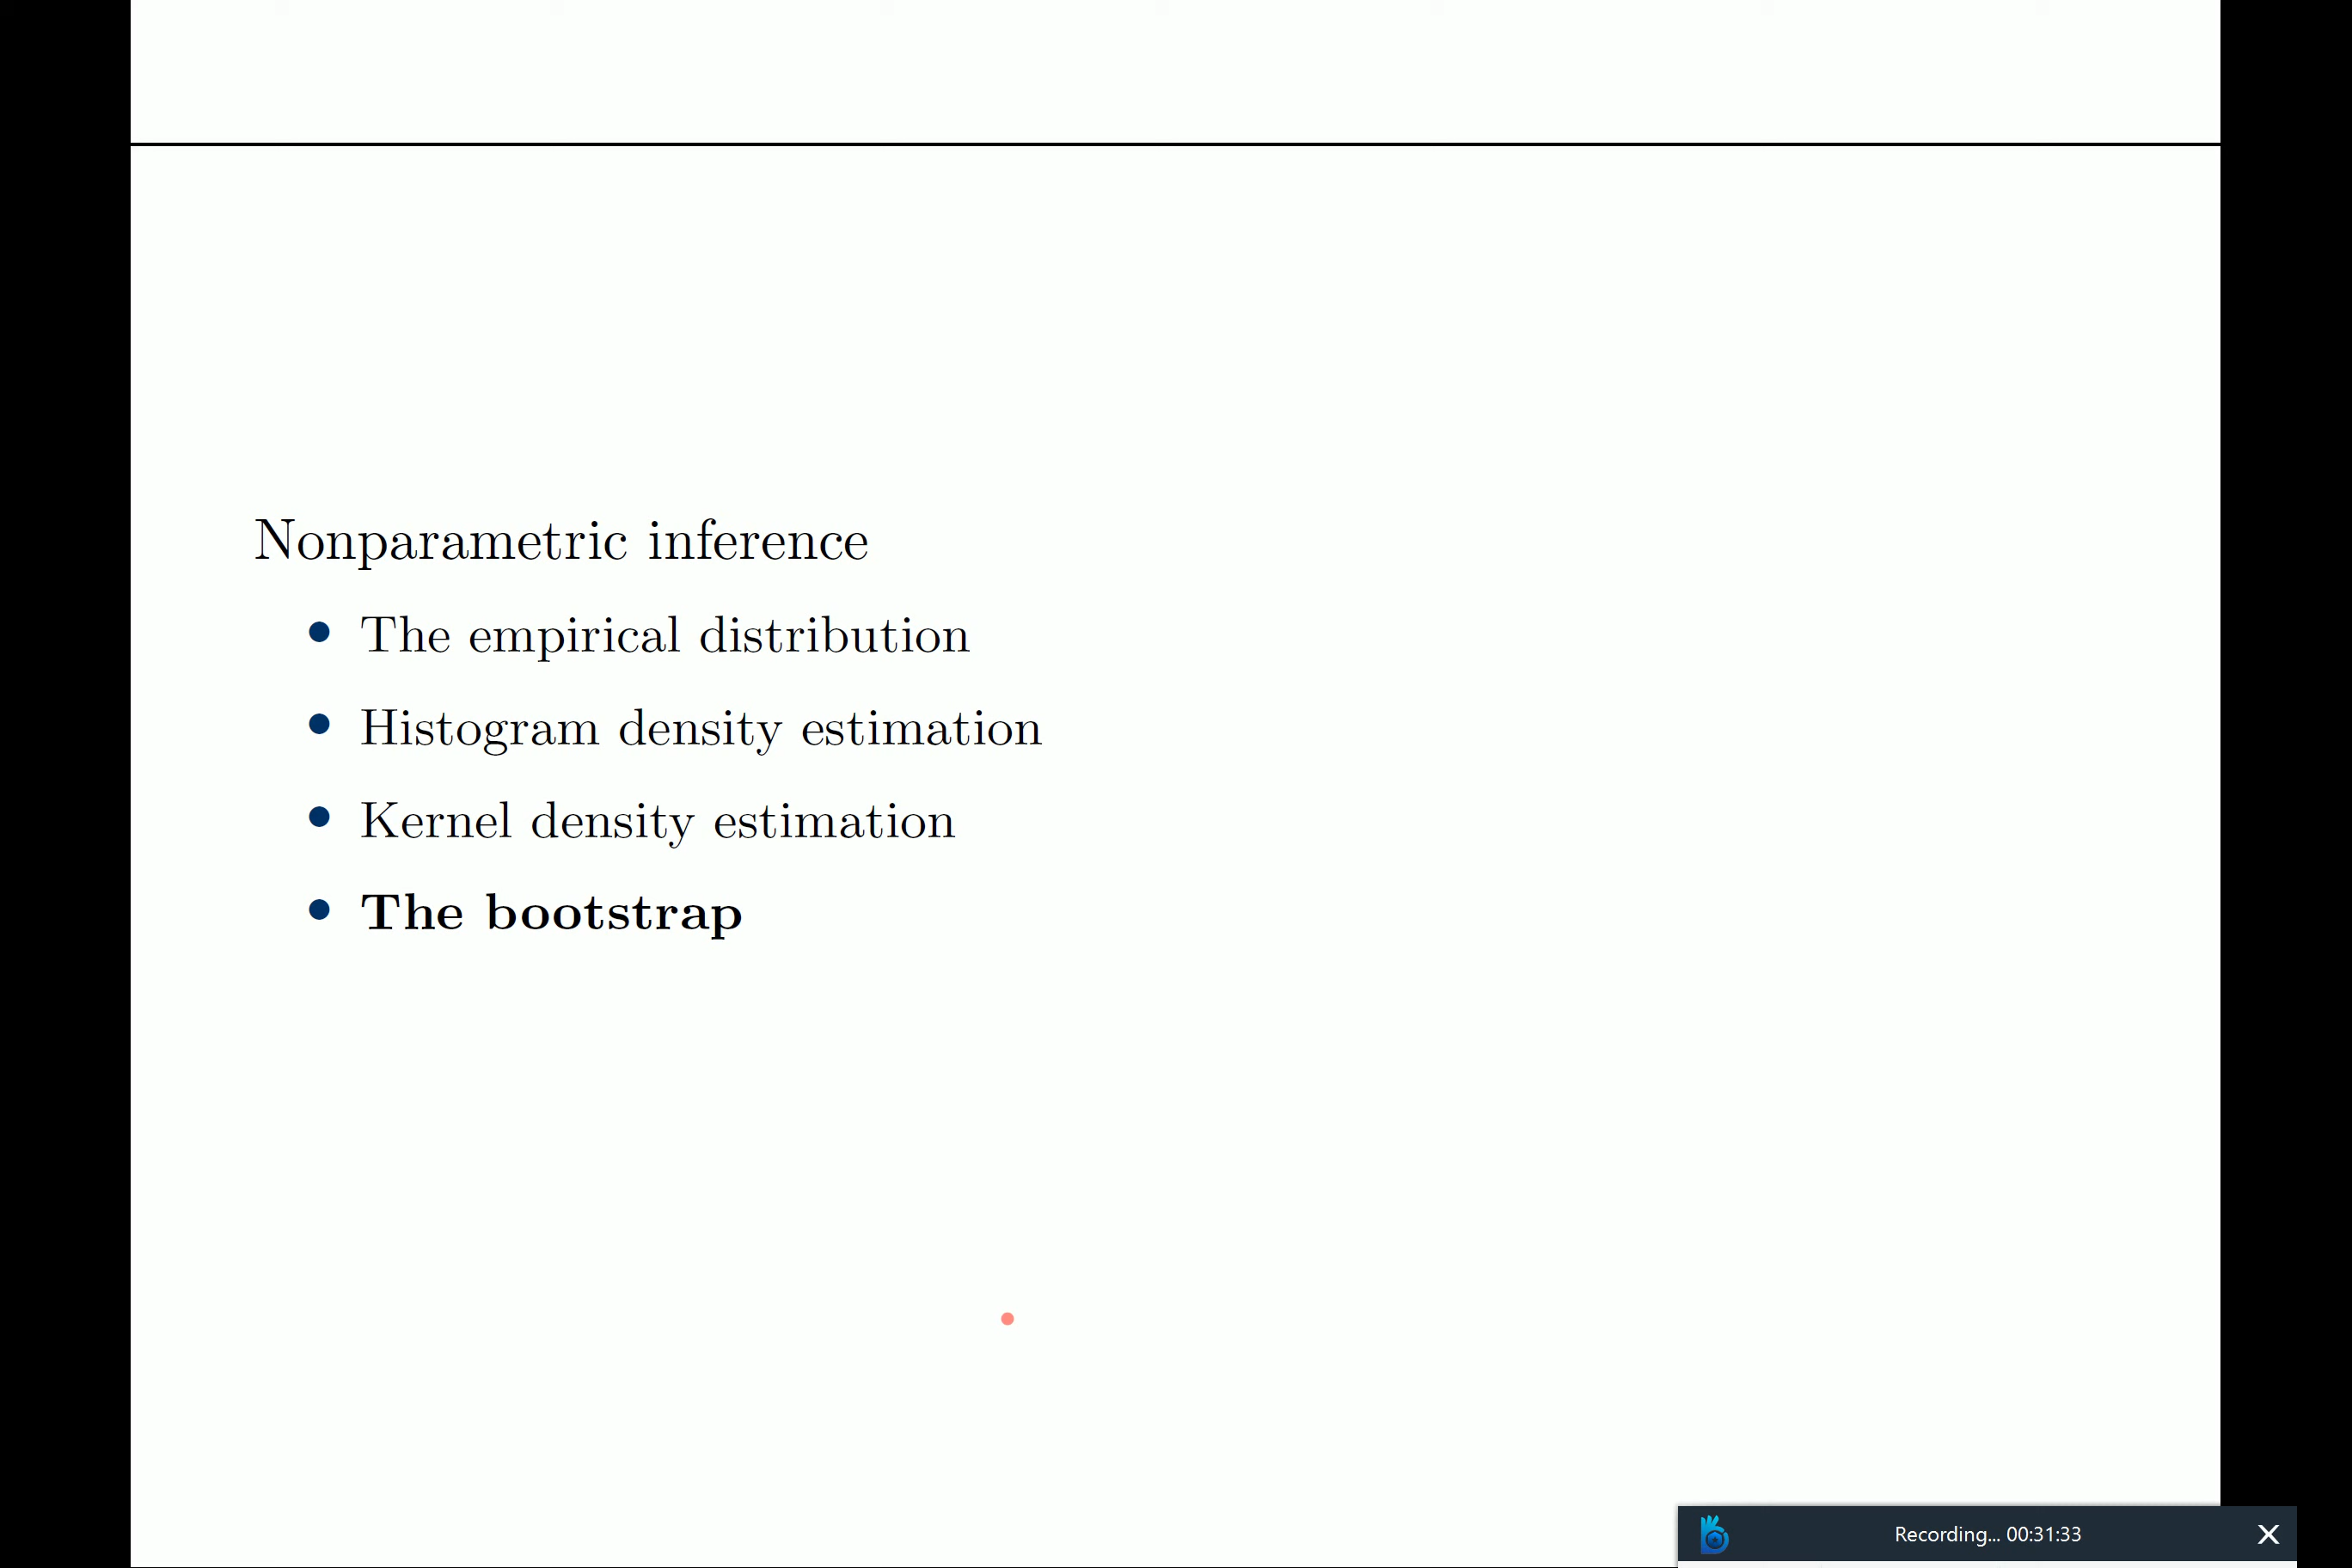 Nonparametric inference
• The empirical distribution
• Histogram density estimation
• Kernel density estimation
• The bootstrap
Recording... 00:31:33